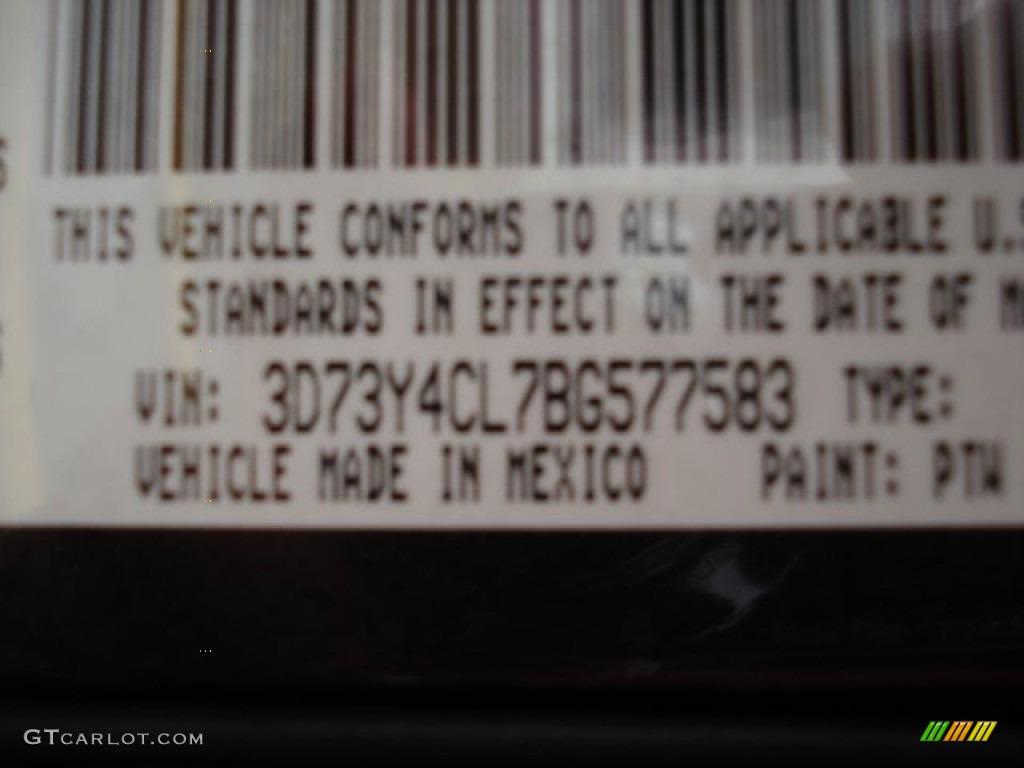 THIS VEHICLE CONFORMS TO ALL APPLICABLE U.S
STANDARDS IN EFFECT ON THE DATE OF
VIN: 3D73Y4CL7BG577583 TYPE:
VEHICLE MADE IN MEXICO PAINT: PTW
GTCARLOT.COM